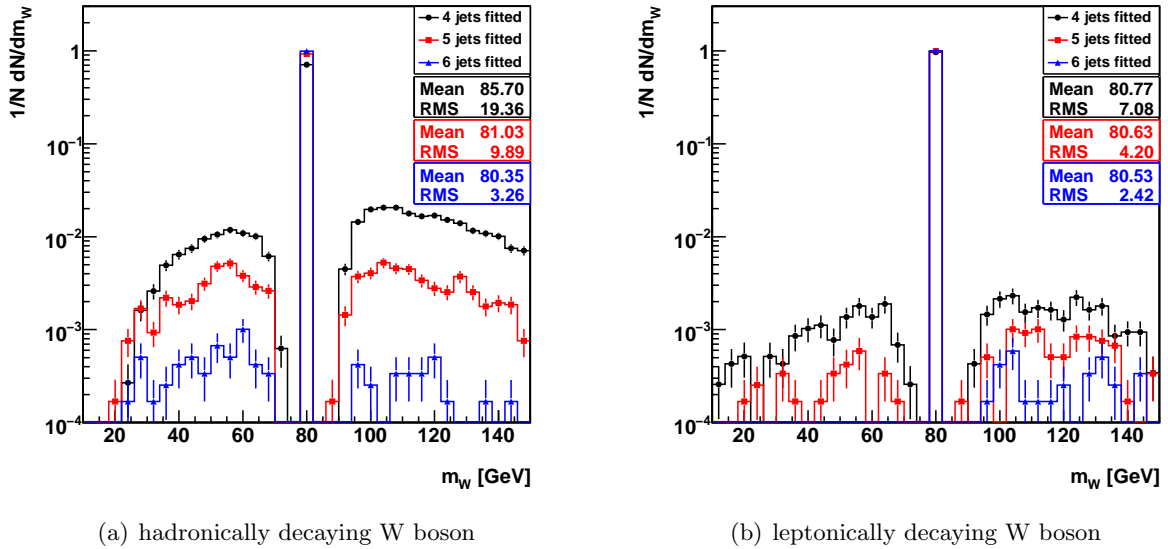 1/N dN/dm_W
4 jets fitted
5 jets fitted
6 jets fitted
Mean 85.70
RMS 19.36
Mean 81.03
RMS 9.89
Mean 80.35
RMS 3.26
1
10⁻¹
10⁻²
10⁻³
10⁻⁴
20 40 60 80 100 120 140
m_W [GeV]
(a) hadronically decaying W boson
1/N dN/dm_W
4 jets fitted
5 jets fitted
6 jets fitted
Mean 80.77
RMS 7.08
Mean 80.63
RMS 4.20
Mean 80.53
RMS 2.42
1
10⁻¹
10⁻²
10⁻³
10⁻⁴
20 40 60 80 100 120 140
m_W [GeV]
(b) leptonically decaying W boson